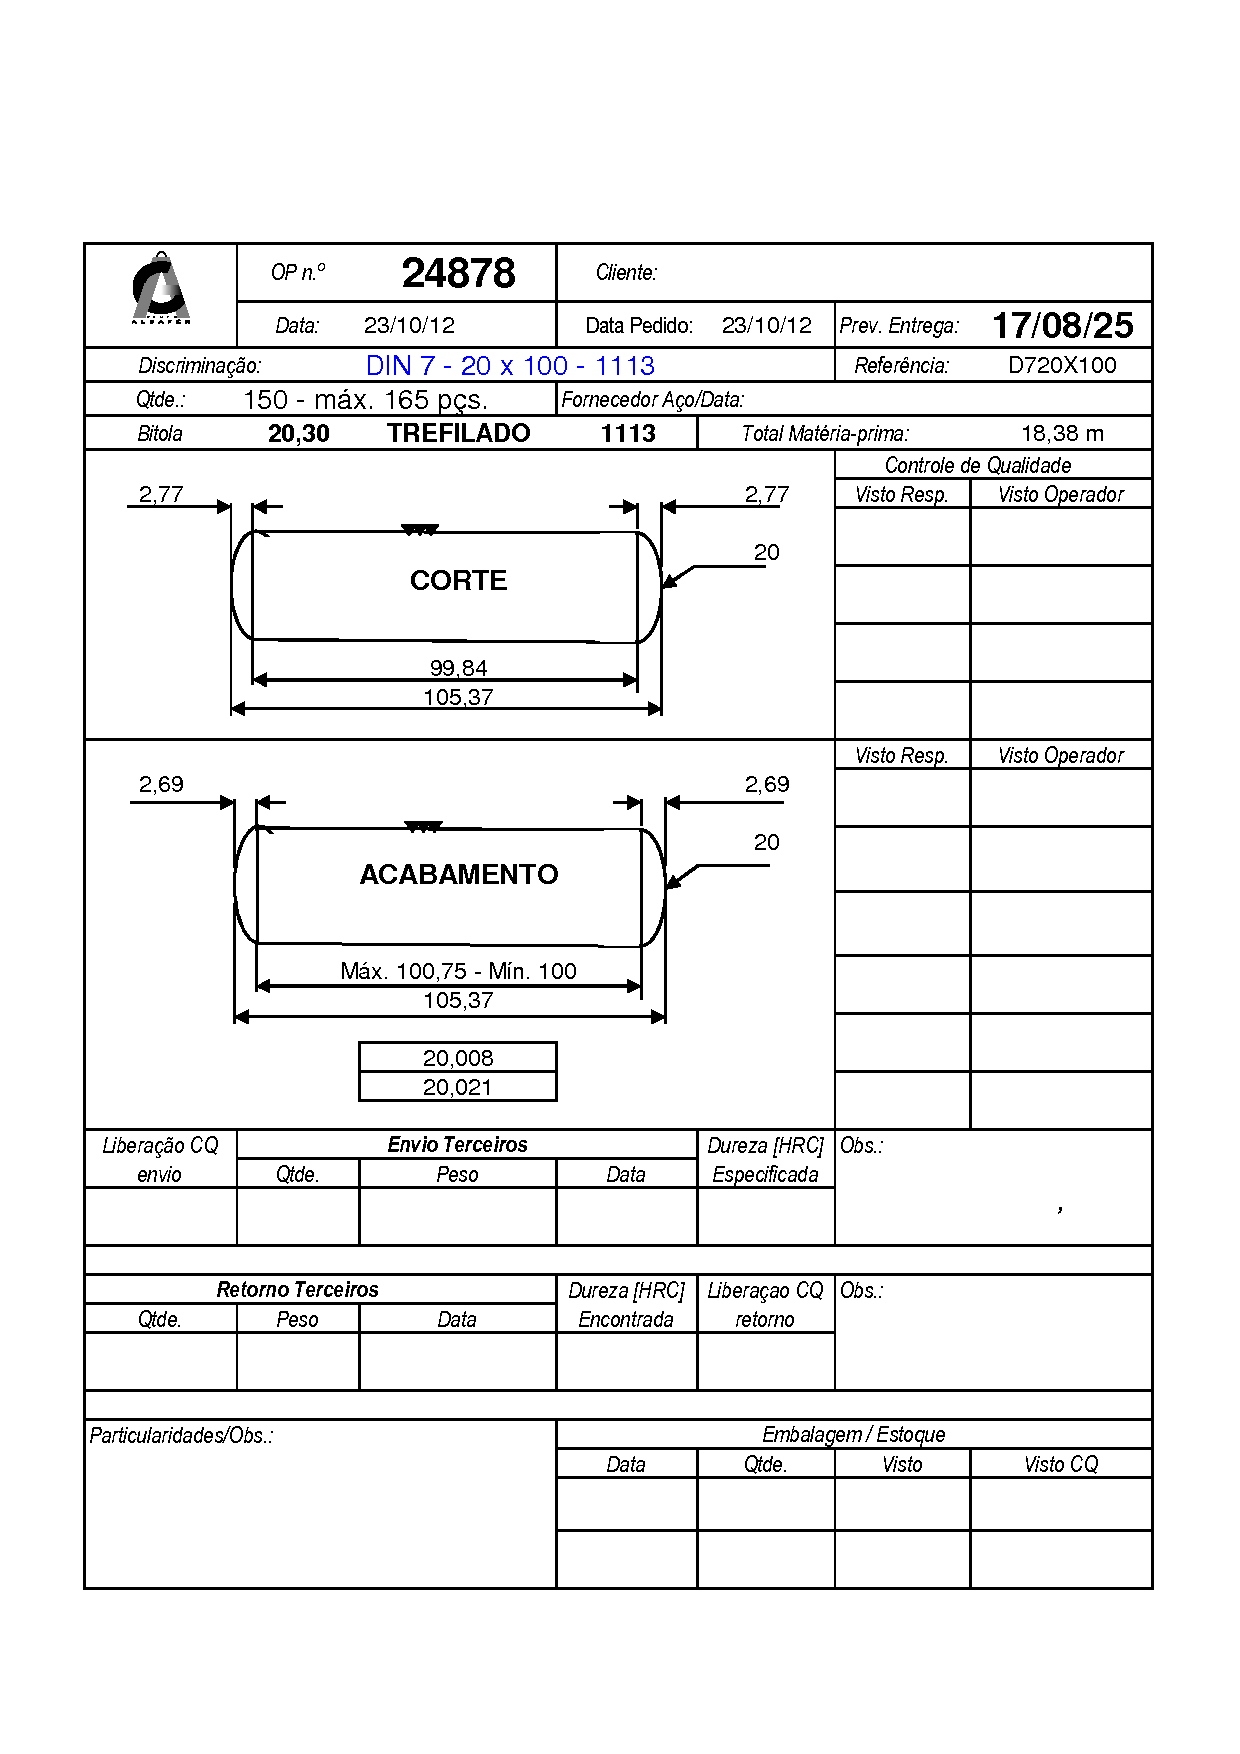 ALPAFER
OP n.º 24878 Cliente:
Data: 23/10/12 Data Pedido: 23/10/12 Prev. Entrega: 17/08/25
Discriminação: DIN 7 - 20 x 100 - 1113 Referência: D720X100
Qtde.: 150 - máx. 165 pçs. Fornecedor Aço/Data:
Bitola 20,30 TREFILADO 1113 Total Matéria-prima: 18,38 m
Controle de Qualidade
2,77 2,77 Visto Resp. Visto Operador
20
CORTE
99,84
105,37
Visto Resp. Visto Operador
2,69 2,69
20
ACABAMENTO
Máx. 100,75 - Mín. 100
105,37
20,008
20,021
Liberação CQ Envio Terceiros Dureza [HRC] Obs.:
envio Qtde. Peso Data Especificada
,
Retorno Terceiros Dureza [HRC] Liberaçao CQ Obs.:
Qtde. Peso Data Encontrada retorno
Particularidades/Obs.: Embalagem / Estoque
Data Qtde. Visto Visto CQ